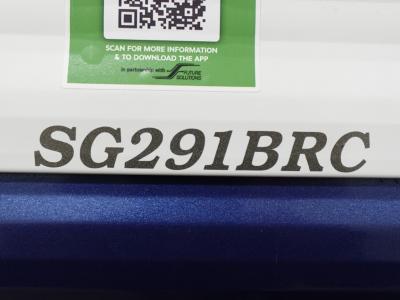 SCAN FOR MORE INFORMATION
& TO DOWNLOAD THE APP
in partnership with FUTURE
SOLUTIONS
SG291BRC